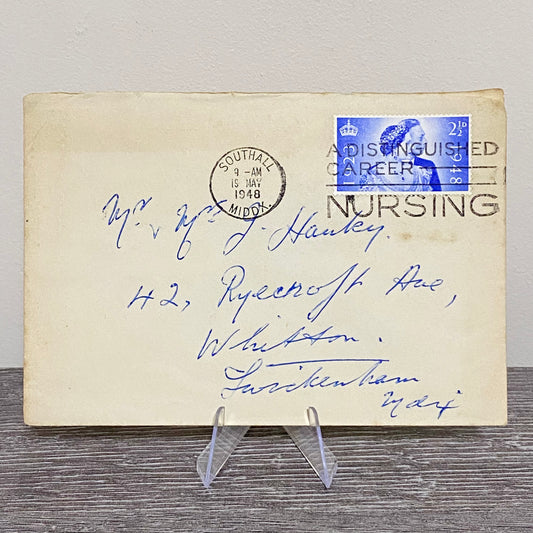 SOUTHALL
9-AM
15 MAY
1948
MIDDX.
2½D
1923
1948
A DISTINGUISHED
CAREER
NURSING
Mr & Mrs J. Hanky.
42, Ryecroft Ave,
Whitton.
Twickenham
Mdx